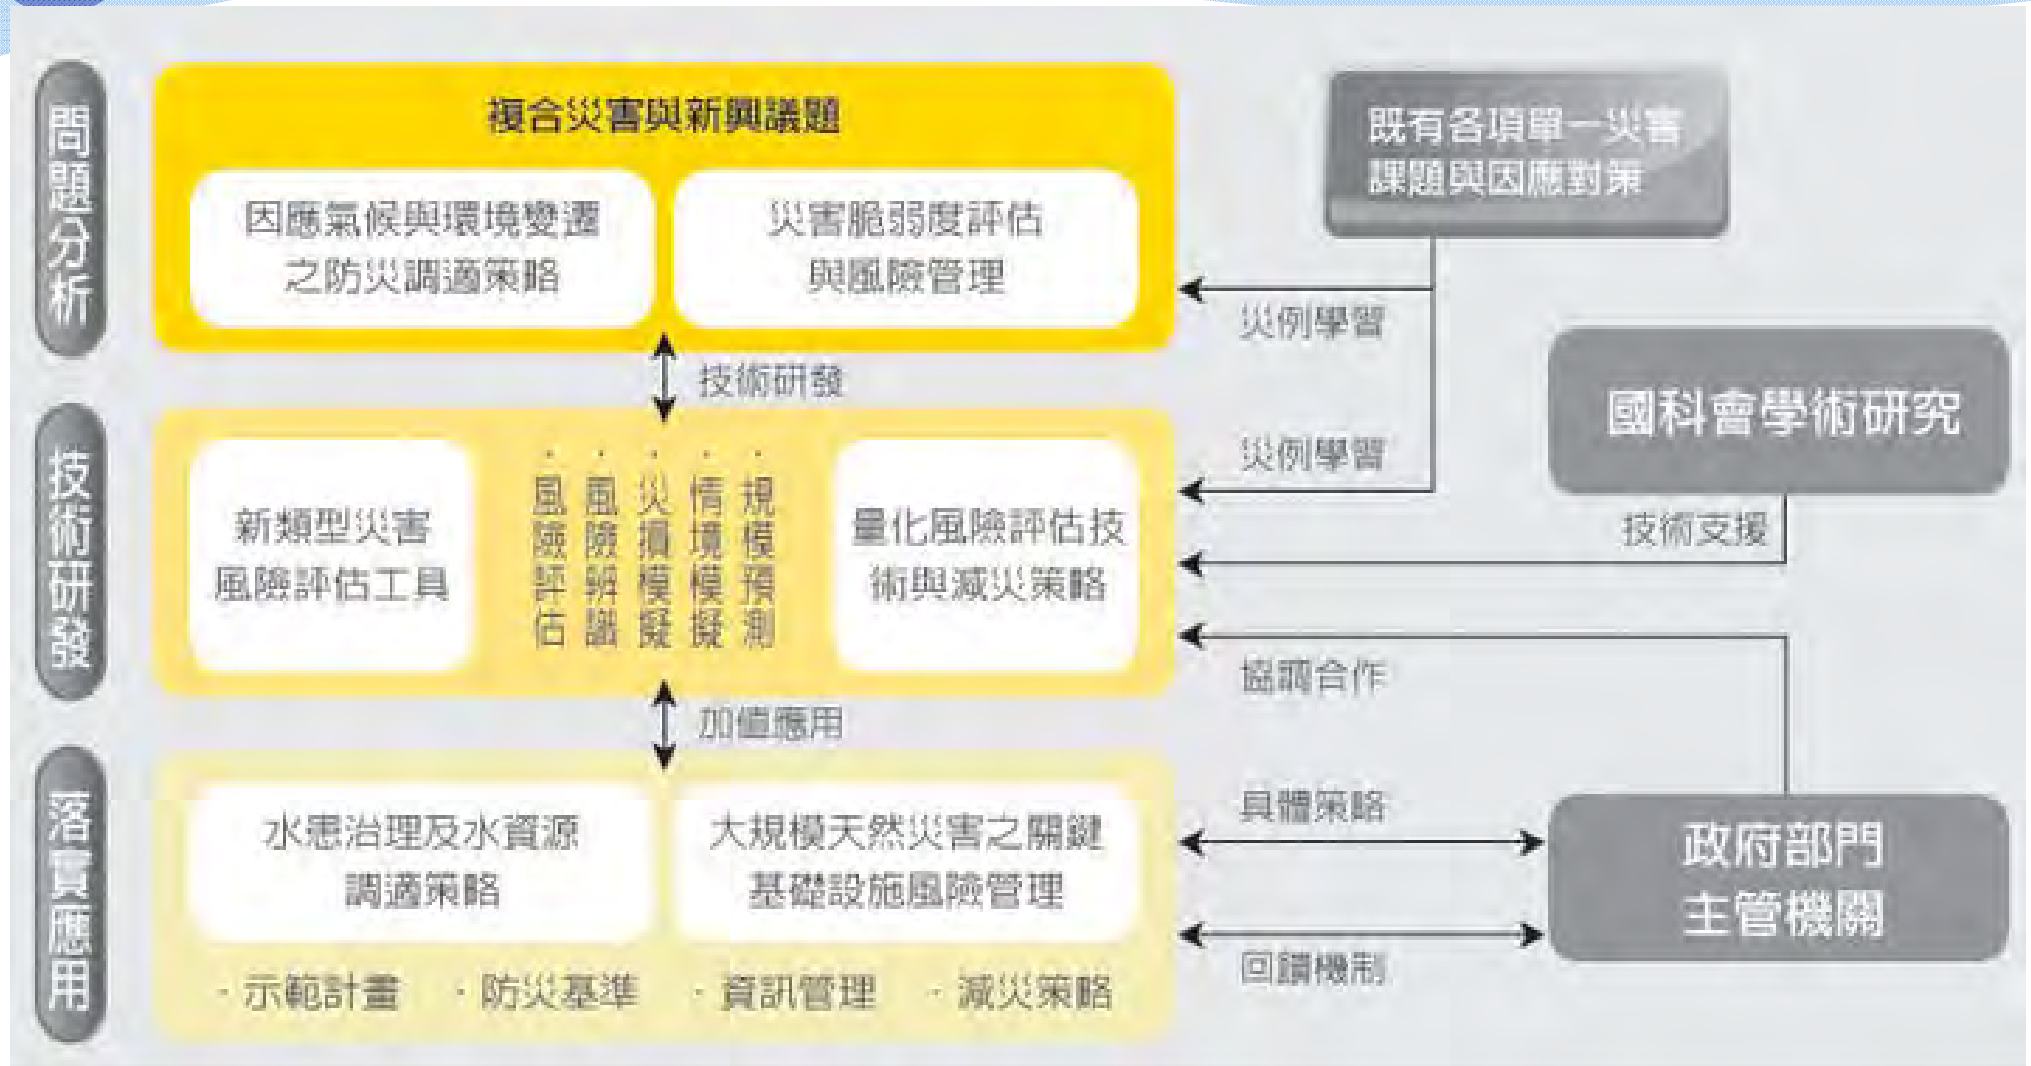 問題分析
複合災害與新興議題
因應氣候與環境變遷
之防災調適策略
災害脆弱度評估
與風險管理
既有各項單一災害
課題與因應對策
災例學習
技術研發
國科會學術研究
技術研發
新類型災害
風險評估工具
·風險評估
·風險辨識
·災損模擬
·情境模擬
·規模預測
量化風險評估技
術與減災策略
災例學習
技術支援
協調合作
加值應用
落實應用
水患治理及水資源
調適策略
大規模天然災害之關鍵
基礎設施風險管理
·示範計畫 ·防災基準 ·資訊管理 ·減災策略
具體策略
回饋機制
政府部門
主管機關